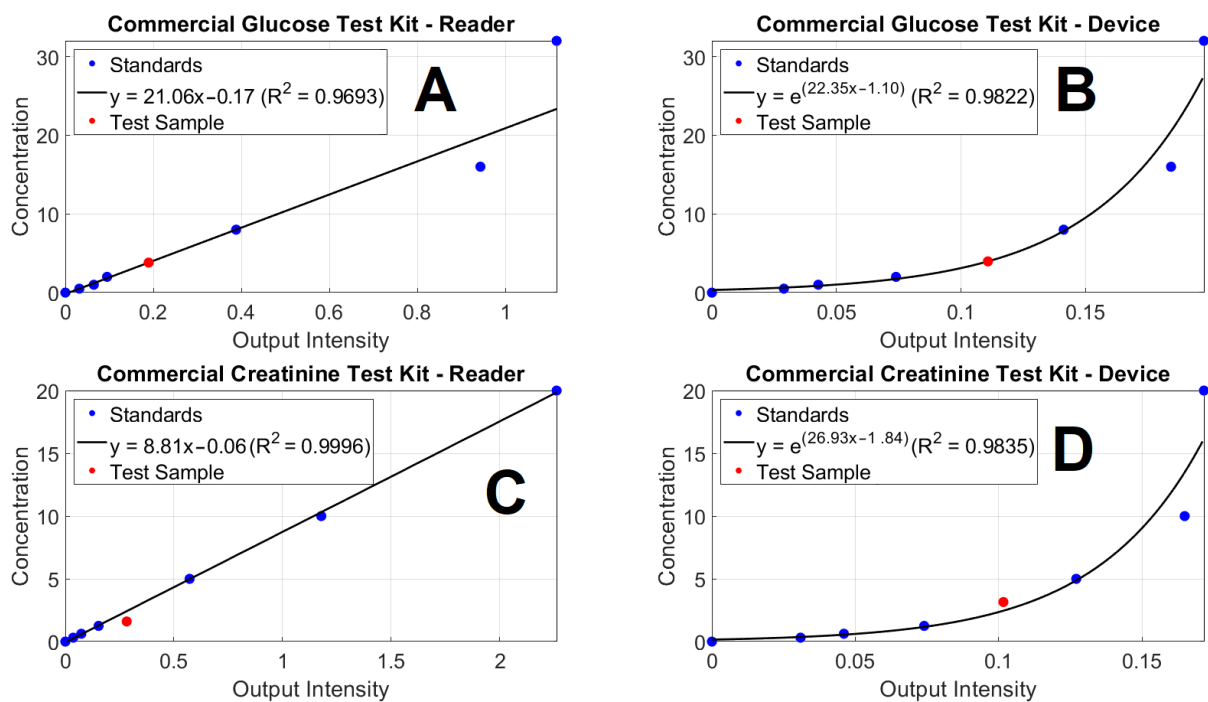 Commercial Glucose Test Kit - Reader
30
20
10
0
Concentration
Standards
y = 21.06x−0.17 (R² = 0.9693)
Test Sample
A
0 0.2 0.4 0.6 0.8 1
Output Intensity
Commercial Glucose Test Kit - Device
30
20
10
0
Concentration
Standards
y = e^(22.35x−1.10) (R² = 0.9822)
Test Sample
B
0 0.05 0.1 0.15
Output Intensity
Commercial Creatinine Test Kit - Reader
20
15
10
5
0
Concentration
Standards
y = 8.81x−0.06 (R² = 0.9996)
Test Sample
C
0 0.5 1 1.5 2
Output Intensity
Commercial Creatinine Test Kit - Device
20
15
10
5
0
Concentration
Standards
y = e^(26.93x−1 .84) (R² = 0.9835)
Test Sample
D
0 0.05 0.1 0.15
Output Intensity